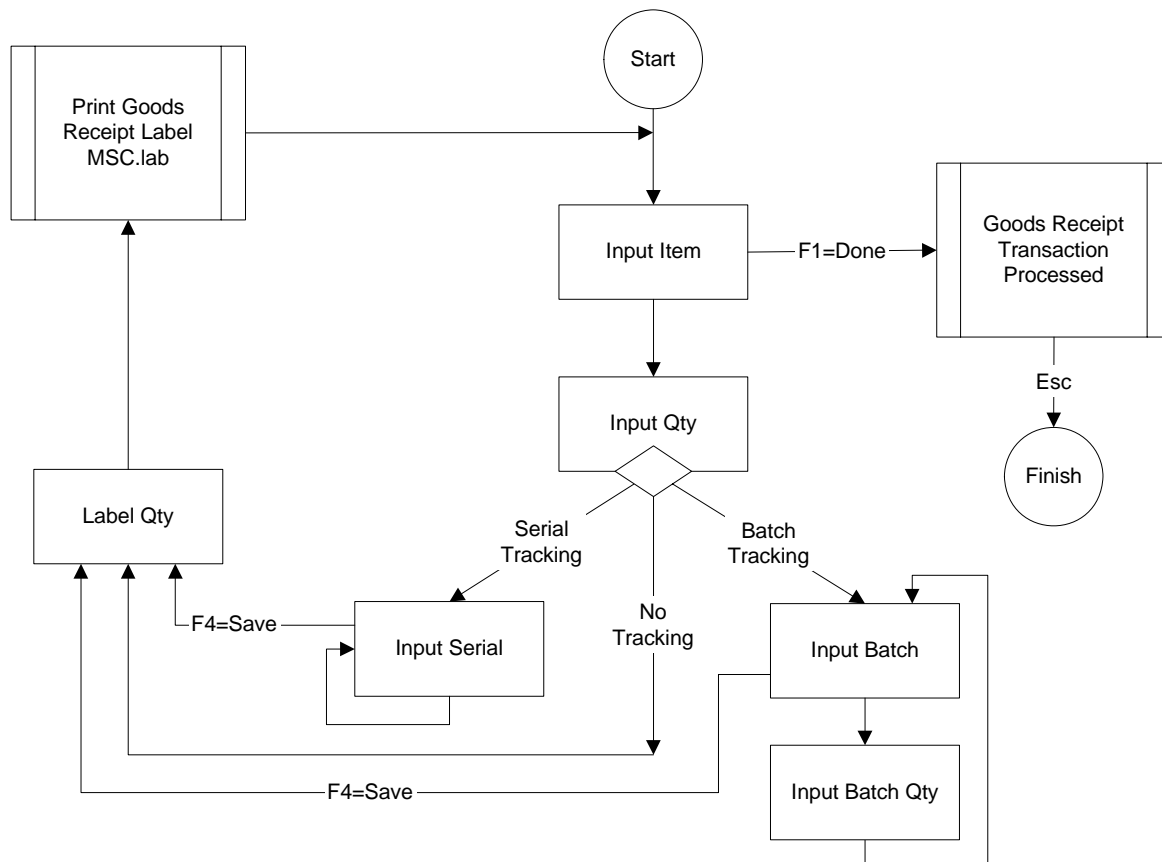 Start
Print Goods
Receipt Label
MSC.lab
Input Item
F1=Done
Goods Receipt
Transaction
Processed
Esc
Input Qty
Finish
Label Qty
Serial
Tracking
Batch
Tracking
No
Tracking
F4=Save
Input Serial
Input Batch
F4=Save
Input Batch Qty